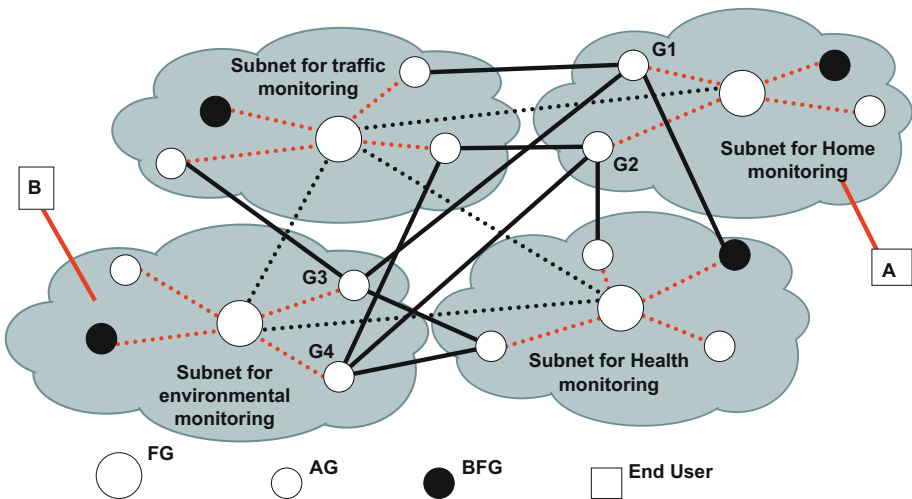 G1
Subnet for traffic
monitoring
Subnet for Home
monitoring
G2
B
A
G3
G4
Subnet for
environmental
monitoring
Subnet for Health
monitoring
FG
AG
BFG
End User